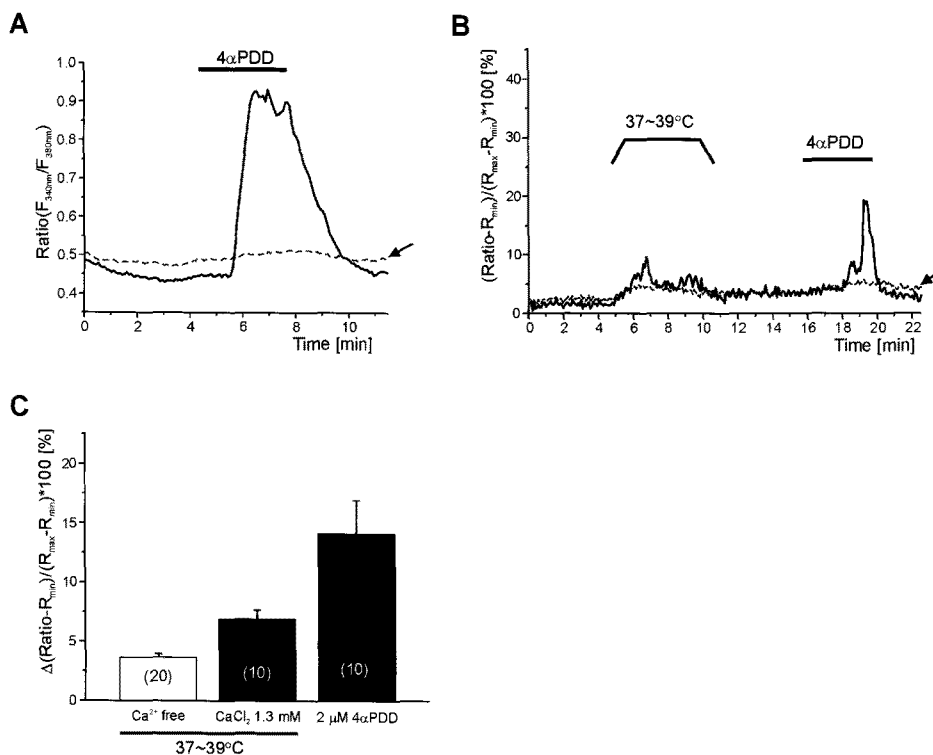 A
4αPDD
1.0
0.9
0.8
0.7
0.6
0.5
0.4
Ratio(F340nm/F380nm)
0 2 4 6 8 10
Time [min]
B
40
30
20
10
0
(Ratio-Rmin)/(Rmax-Rmin)*100 [%]
37~39°C
4αPDD
0 2 4 6 8 10 12 14 16 18 20 22
Time [min]
C
20
15
10
5
0
Δ(Ratio-Rmin)/(Rmax-Rmin)*100 [%]
(20)
(10)
(10)
Ca2+ free
CaCl2 1.3 mM
2 μM 4αPDD
37~39°C